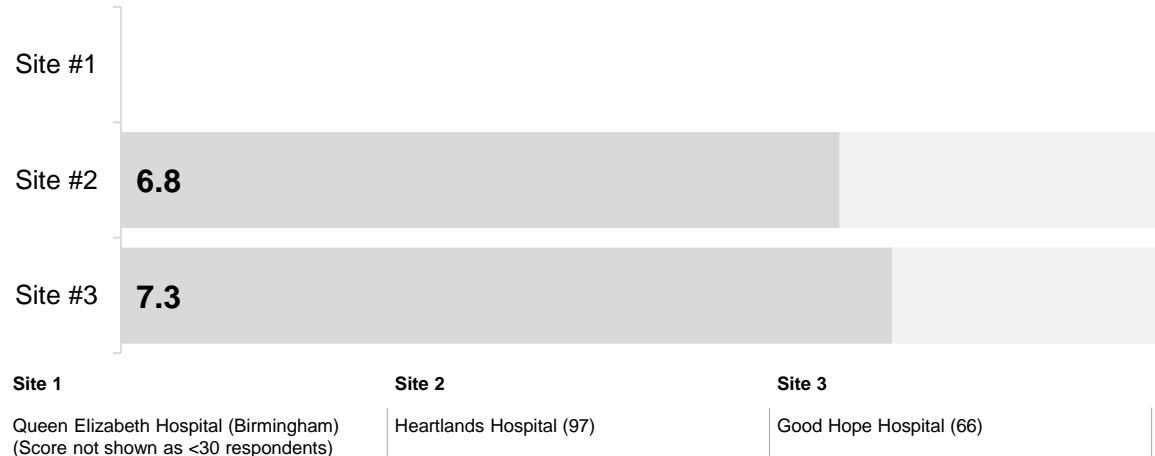 Site #1
Site #2
6.8
Site #3
7.3
Site 1
Site 2
Site 3
Queen Elizabeth Hospital (Birmingham)
(Score not shown as <30 respondents)
Heartlands Hospital (97)
Good Hope Hospital (66)